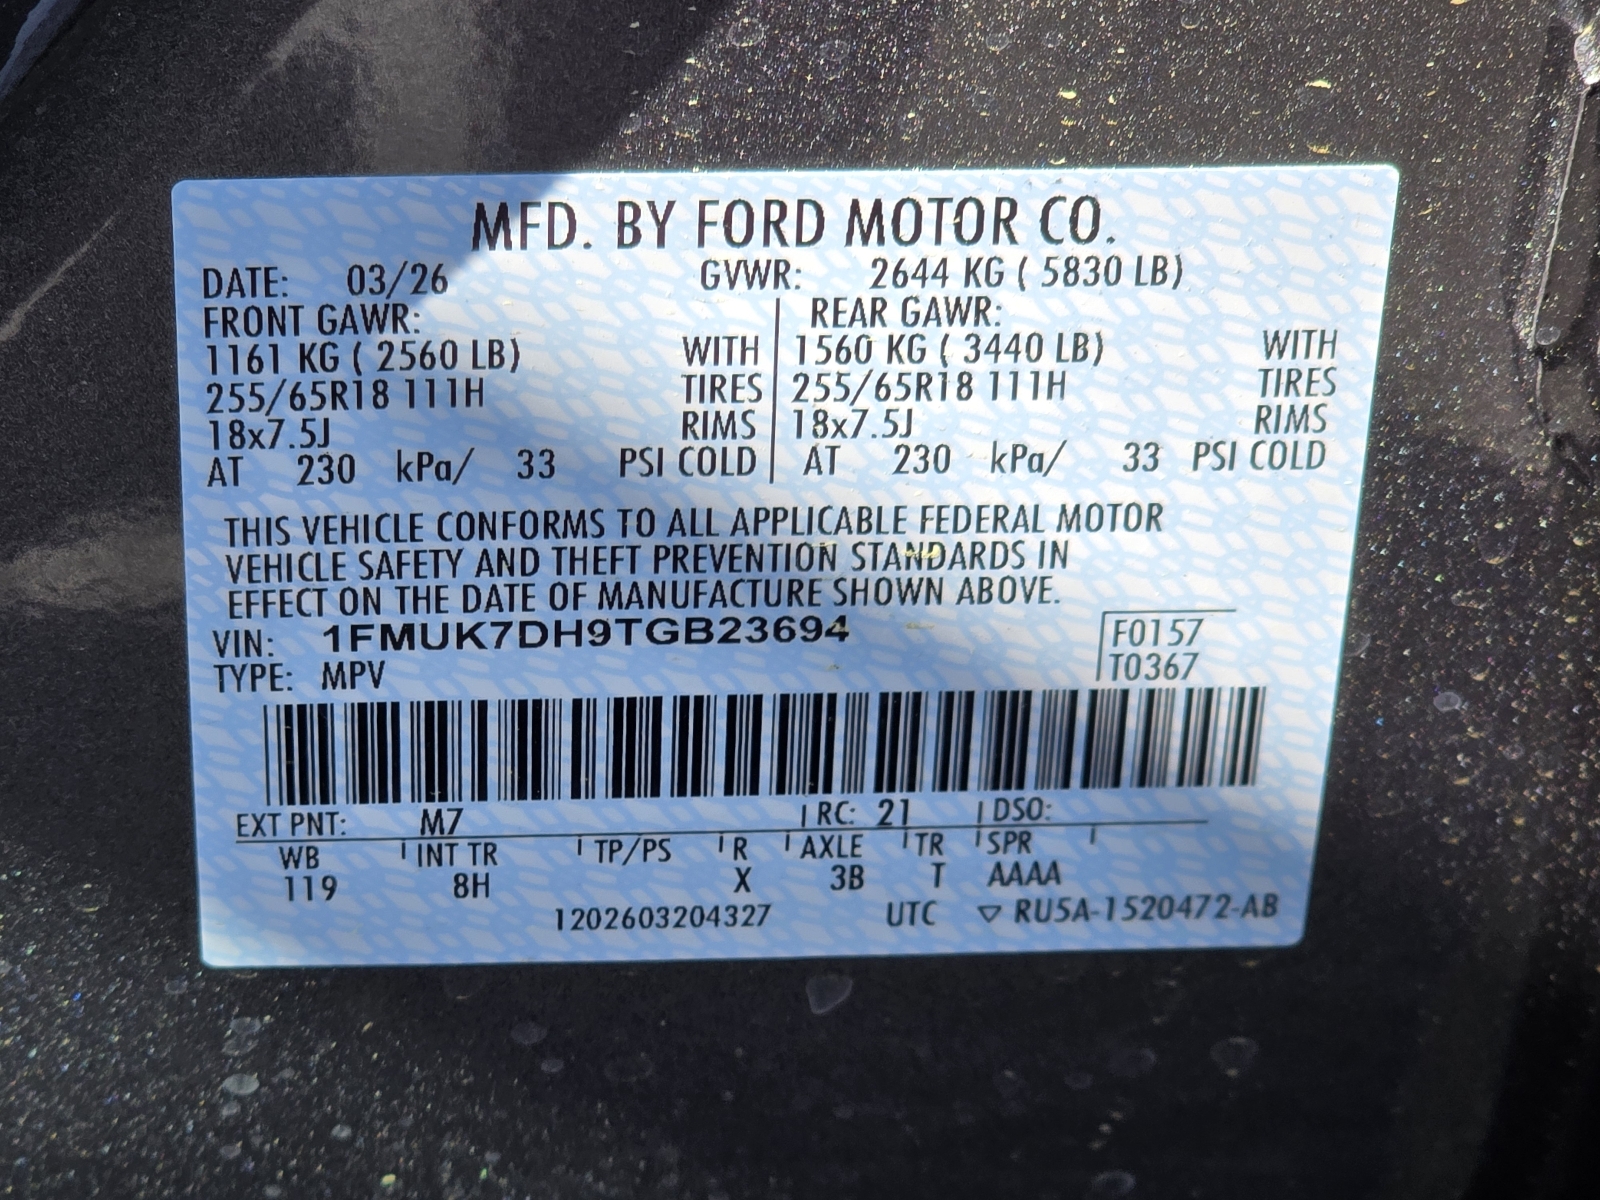 MFD. BY FORD MOTOR CO.
DATE: 03/26 GVWR: 2644 KG ( 5830 LB)
FRONT GAWR: REAR GAWR:
1161 KG ( 2560 LB) WITH 1560 KG ( 3440 LB) WITH
255/65R18 111H TIRES 255/65R18 111H TIRES
18x7.5J RIMS 18x7.5J RIMS
AT 230 kPa/ 33 PSI COLD AT 230 kPa/ 33 PSI COLD
THIS VEHICLE CONFORMS TO ALL APPLICABLE FEDERAL MOTOR
VEHICLE SAFETY AND THEFT PREVENTION STANDARDS IN
EFFECT ON THE DATE OF MANUFACTURE SHOWN ABOVE.
VIN: 1FMUK7DH9TGB23694 F0157
TYPE: MPV T0367
EXT PNT: M7 RC: 21 DSO:
WB INT TR TP/PS R AXLE TR SPR
119 8H X 3B T AAAA
1202603204327 UTC ▽ RU5A-1520472-AB